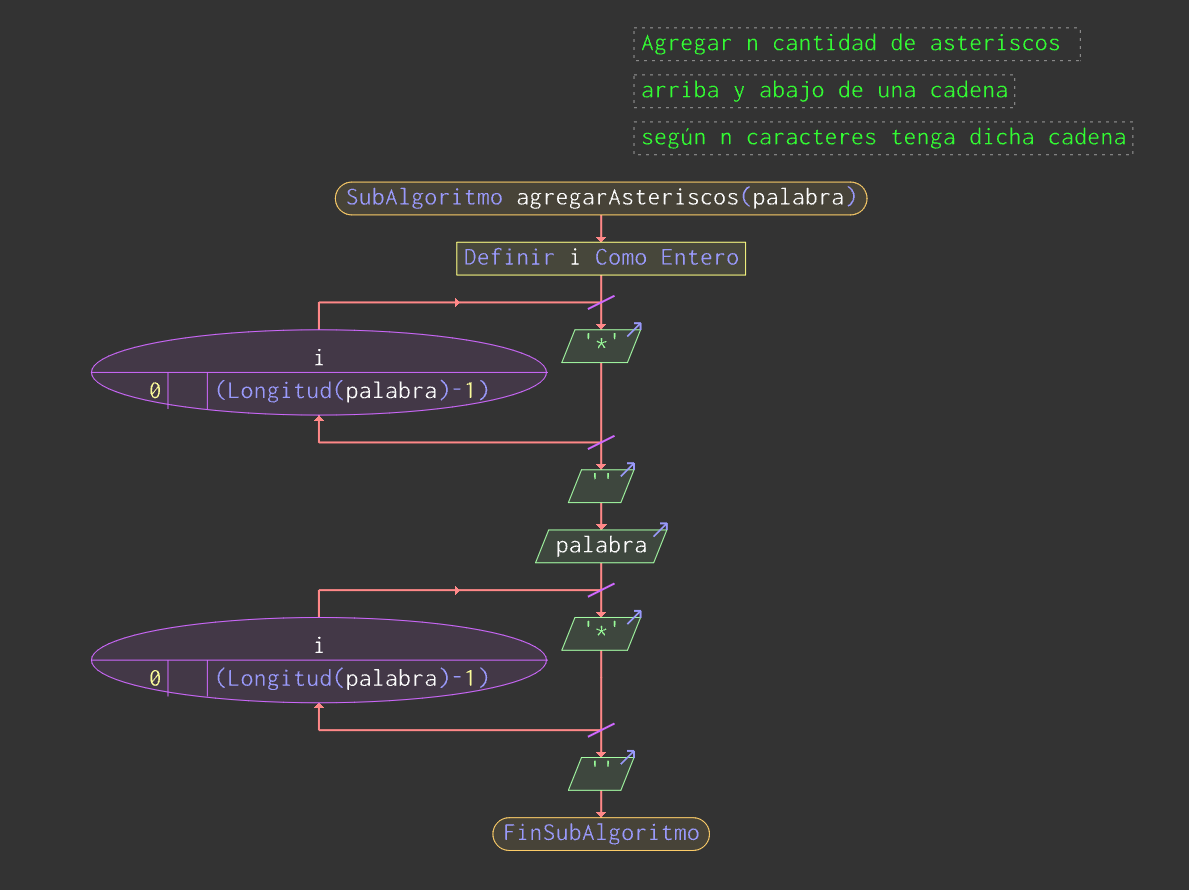 Agregar n cantidad de asteriscos
arriba y abajo de una cadena
según n caracteres tenga dicha cadena
SubAlgoritmo agregarAsteriscos(palabra)
Definir i Como Entero
'*'
i
0 (Longitud(palabra)-1)
''
palabra
'*'
i
0 (Longitud(palabra)-1)
''
FinSubAlgoritmo